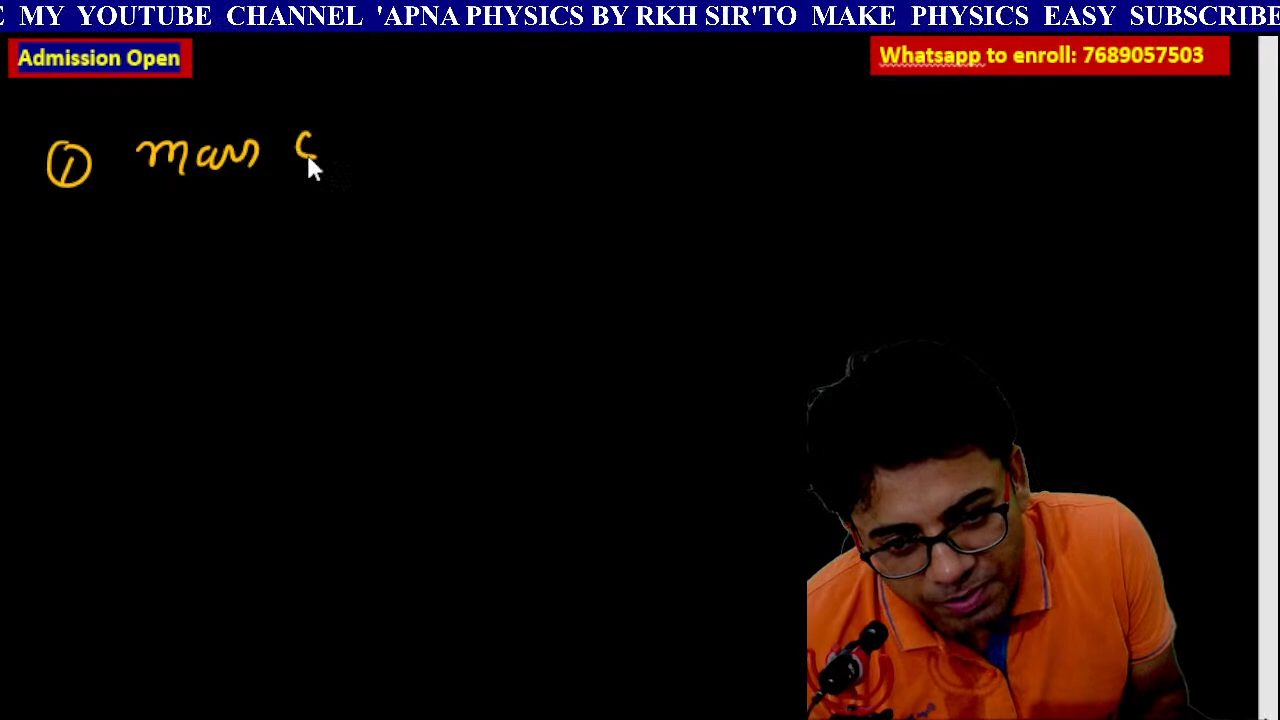 E MY YOUTUBE CHANNEL 'APNA PHYSICS BY RKH SIR'TO MAKE PHYSICS EASY SUBSCRIBE
Admission Open
Whatsapp to enroll: 7689057503
① mass